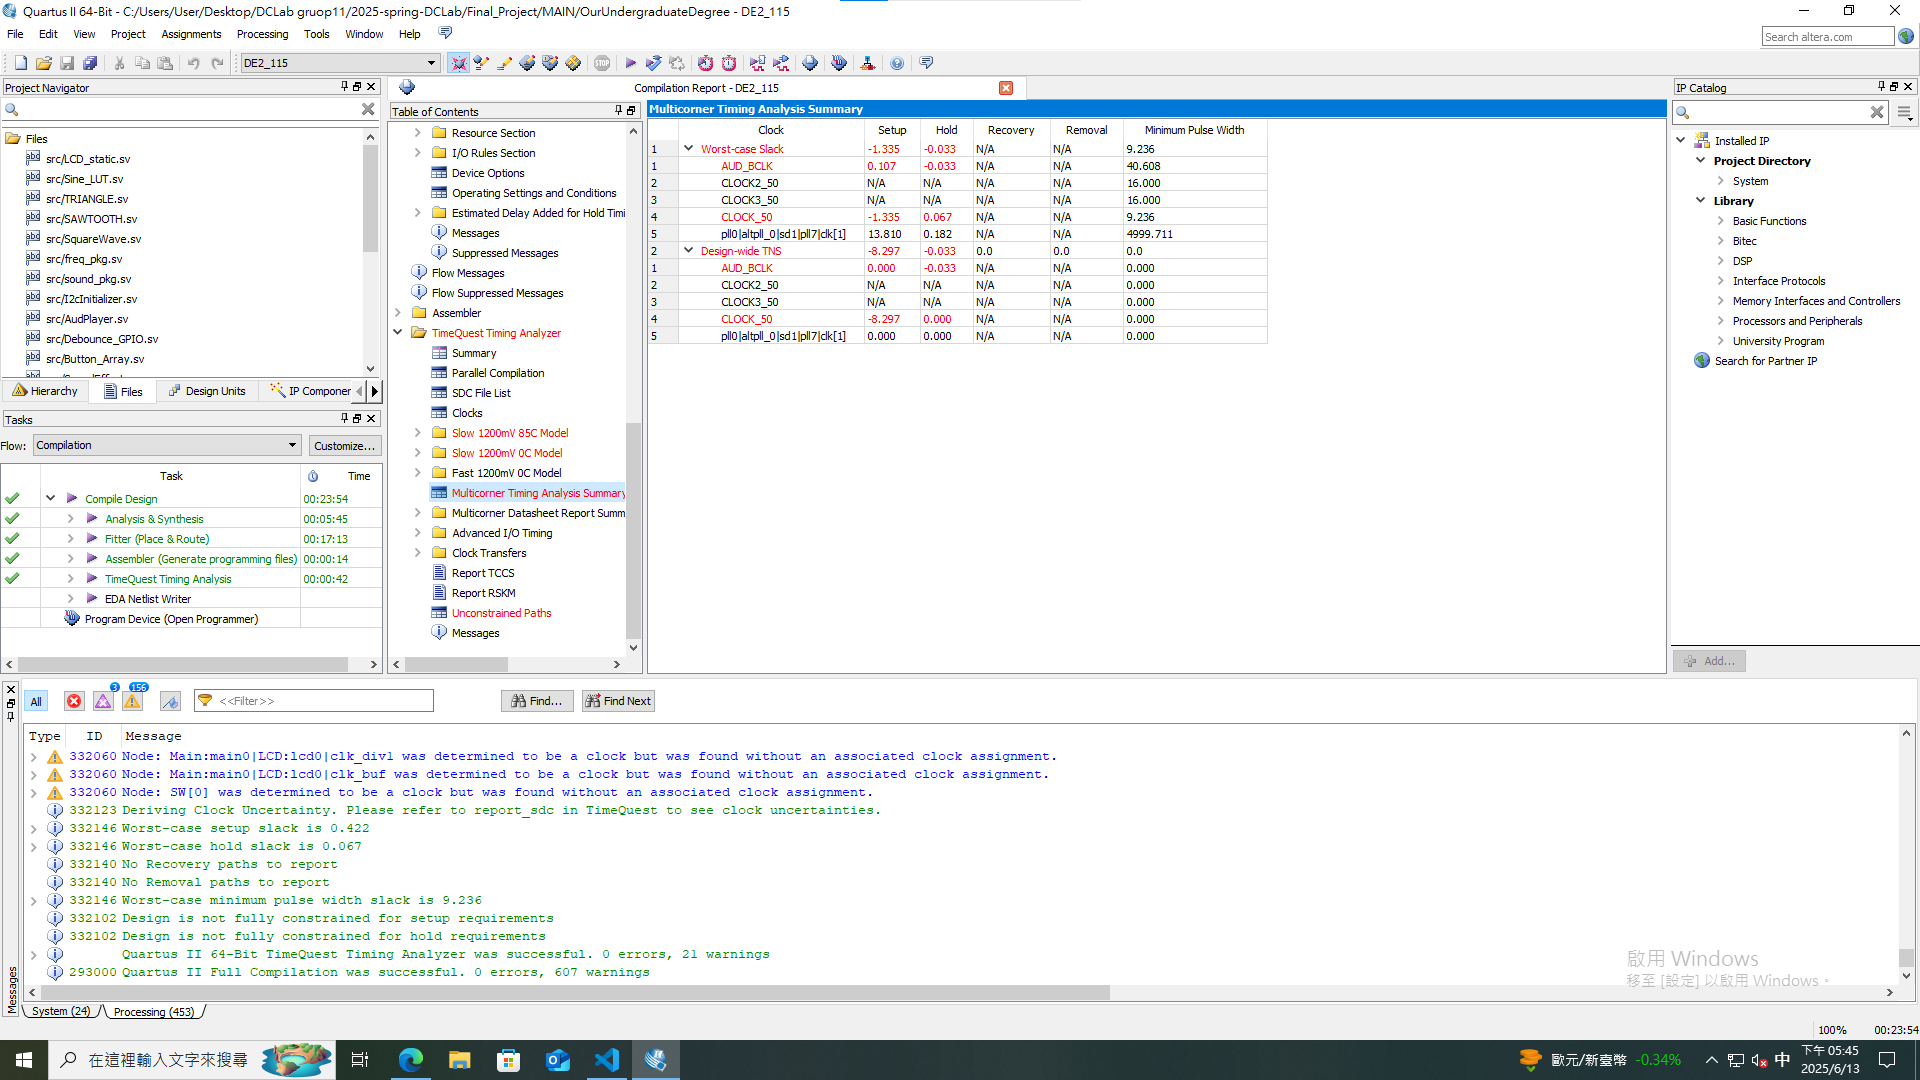 Quartus II 64-Bit - C:/Users/User/Desktop/DCLab gruop11/2025-spring-DCLab/Final_Project/MAIN/OurUndergraduateDegree - DE2_115
File Edit View Project Assignments Processing Tools Window Help
Search altera.com
DE2_115
Project Navigator
Files
src/LCD_static.sv
src/Sine_LUT.sv
src/TRIANGLE.sv
src/SAWTOOTH.sv
src/SquareWave.sv
src/freq_pkg.sv
src/sound_pkg.sv
src/I2cInitializer.sv
src/AudPlayer.sv
src/Debounce_GPIO.sv
src/Button_Array.sv
Hierarchy Files Design Units IP Componer
Tasks
Flow: Compilation Customize...
Task Time
Compile Design 00:23:54
Analysis & Synthesis 00:05:45
Fitter (Place & Route) 00:17:13
Assembler (Generate programming files) 00:00:14
TimeQuest Timing Analysis 00:00:42
EDA Netlist Writer
Program Device (Open Programmer)
Compilation Report - DE2_115
Table of Contents
Resource Section
I/O Rules Section
Device Options
Operating Settings and Conditions
Estimated Delay Added for Hold Timi
Messages
Suppressed Messages
Flow Messages
Flow Suppressed Messages
Assembler
TimeQuest Timing Analyzer
Summary
Parallel Compilation
SDC File List
Clocks
Slow 1200mV 85C Model
Slow 1200mV 0C Model
Fast 1200mV 0C Model
Multicorner Timing Analysis Summary
Multicorner Datasheet Report Summ
Advanced I/O Timing
Clock Transfers
Report TCCS
Report RSKM
Unconstrained Paths
Messages
Multicorner Timing Analysis Summary
Clock Setup Hold Recovery Removal Minimum Pulse Width
1 Worst-case Slack -1.335 -0.033 N/A N/A 9.236
1 AUD_BCLK 0.107 -0.033 N/A N/A 40.608
2 CLOCK2_50 N/A N/A N/A N/A 16.000
3 CLOCK3_50 N/A N/A N/A N/A 16.000
4 CLOCK_50 -1.335 0.067 N/A N/A 9.236
5 pll0|altpll_0|sd1|pll7|clk[1] 13.810 0.182 N/A N/A 4999.711
2 Design-wide TNS -8.297 -0.033 0.0 0.0 0.0
1 AUD_BCLK 0.000 -0.033 N/A N/A 0.000
2 CLOCK2_50 N/A N/A N/A N/A 0.000
3 CLOCK3_50 N/A N/A N/A N/A 0.000
4 CLOCK_50 -8.297 0.000 N/A N/A 0.000
5 pll0|altpll_0|sd1|pll7|clk[1] 0.000 0.000 N/A N/A 0.000
IP Catalog
Installed IP
Project Directory
System
Library
Basic Functions
Bitec
DSP
Interface Protocols
Memory Interfaces and Controllers
Processors and Peripherals
University Program
Search for Partner IP
Add...
All 3 156 <<Filter>> Find... Find Next
Type ID Message
332060 Node: Main:main0|LCD:lcd0|clk_div1 was determined to be a clock but was found without an associated clock assignment.
332060 Node: Main:main0|LCD:lcd0|clk_buf was determined to be a clock but was found without an associated clock assignment.
332060 Node: SW[0] was determined to be a clock but was found without an associated clock assignment.
332123 Deriving Clock Uncertainty. Please refer to report_sdc in TimeQuest to see clock uncertainties.
332146 Worst-case setup slack is 0.422
332146 Worst-case hold slack is 0.067
332140 No Recovery paths to report
332140 No Removal paths to report
332146 Worst-case minimum pulse width slack is 9.236
332102 Design is not fully constrained for setup requirements
332102 Design is not fully constrained for hold requirements
Quartus II 64-Bit TimeQuest Timing Analyzer was successful. 0 errors, 21 warnings
293000 Quartus II Full Compilation was successful. 0 errors, 607 warnings
Messages
System (24) Processing (453)
啟用 Windows
移至 [設定] 以啟用 Windows。
100% 00:23:54
在這裡輸入文字來搜尋
歐元/新臺幣 -0.34%
中
下午 05:45
2025/6/13